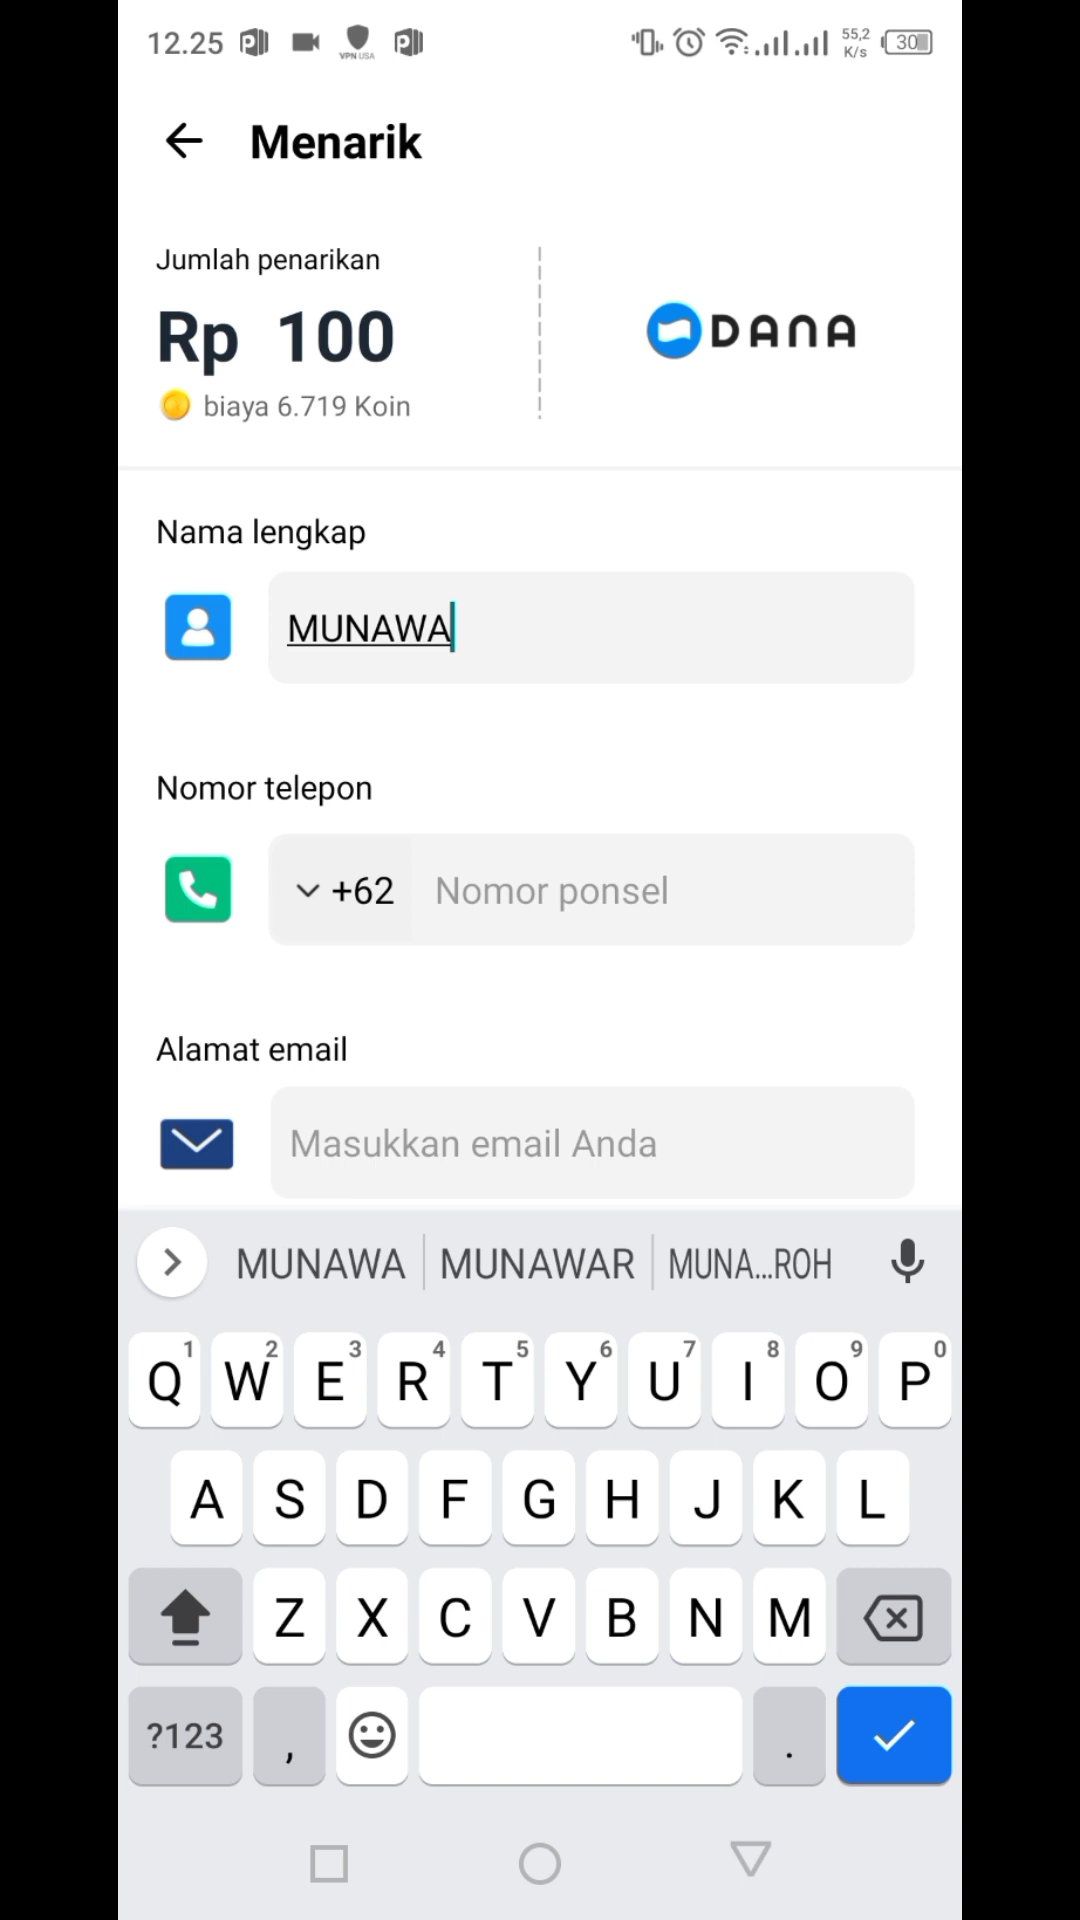 12.25 VPN USA 55,2 K/s 30
Menarik
Jumlah penarikan
Rp 100
biaya 6.719 Koin
DANA
Nama lengkap
MUNAWA
Nomor telepon
+62 Nomor ponsel
Alamat email
Masukkan email Anda
MUNAWA MUNAWAR MUNA...ROH
1 2 3 4 5 6 7 8 9 0
Q W E R T Y U I O P
A S D F G H J K L
Z X C V B N M
?123 , .